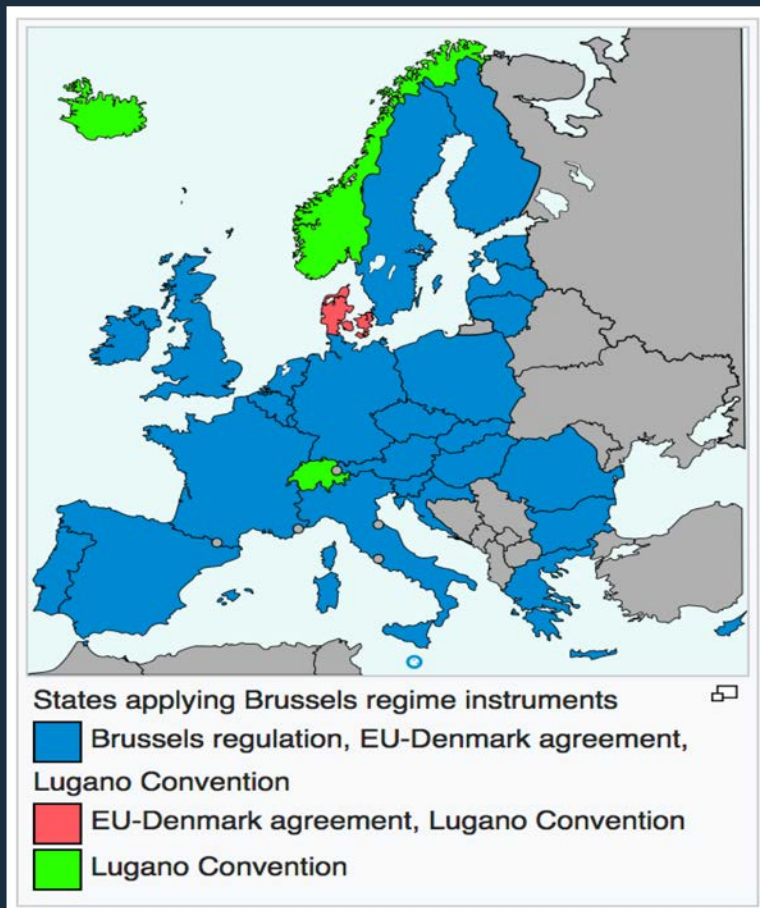 States applying Brussels regime instruments
Brussels regulation, EU-Denmark agreement,
Lugano Convention
EU-Denmark agreement, Lugano Convention
Lugano Convention